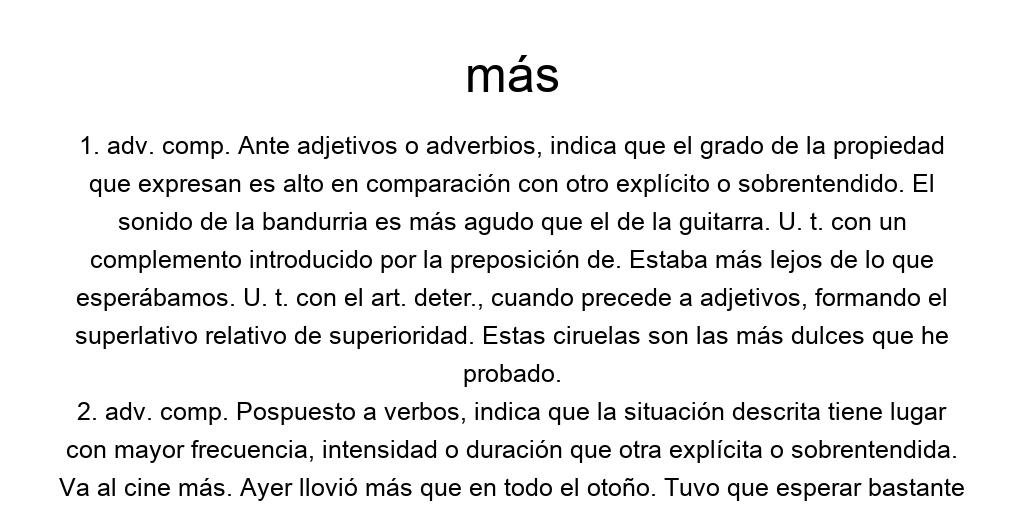 más
1. adv. comp. Ante adjetivos o adverbios, indica que el grado de la propiedad
que expresan es alto en comparación con otro explícito o sobrentendido. El
sonido de la bandurria es más agudo que el de la guitarra. U. t. con un
complemento introducido por la preposición de. Estaba más lejos de lo que
esperábamos. U. t. con el art. deter., cuando precede a adjetivos, formando el
superlativo relativo de superioridad. Estas ciruelas son las más dulces que he
probado.
2. adv. comp. Pospuesto a verbos, indica que la situación descrita tiene lugar
con mayor frecuencia, intensidad o duración que otra explícita o sobrentendida.
Va al cine más. Ayer llovió más que en todo el otoño. Tuvo que esperar bastante